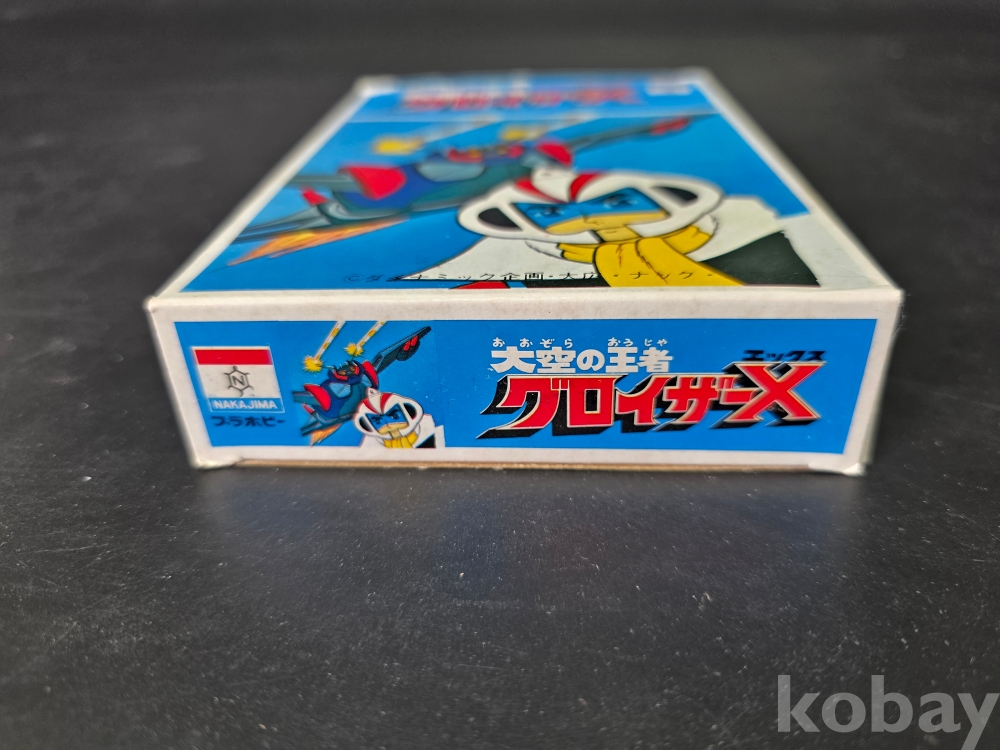 ©ダイナミック企画・大広・ナック・
N
NAKAJIMA
プラホビー
おおぞら おうじゃ
大空の王者
エックス
グロイザーX
kobay